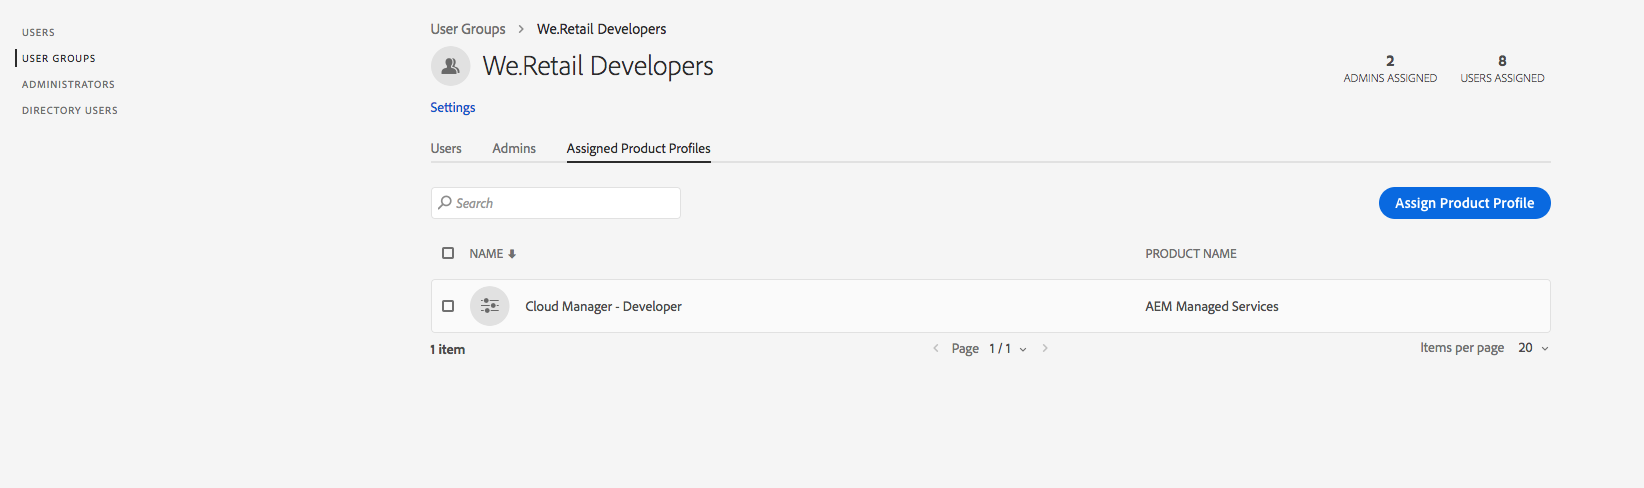 USERS
USER GROUPS
ADMINISTRATORS
DIRECTORY USERS
User Groups > We.Retail Developers
We.Retail Developers
2
ADMINS ASSIGNED
8
USERS ASSIGNED
Settings
Users Admins Assigned Product Profiles
Search
Assign Product Profile
NAME PRODUCT NAME
Cloud Manager - Developer AEM Managed Services
1 item
Page 1 / 1
Items per page 20